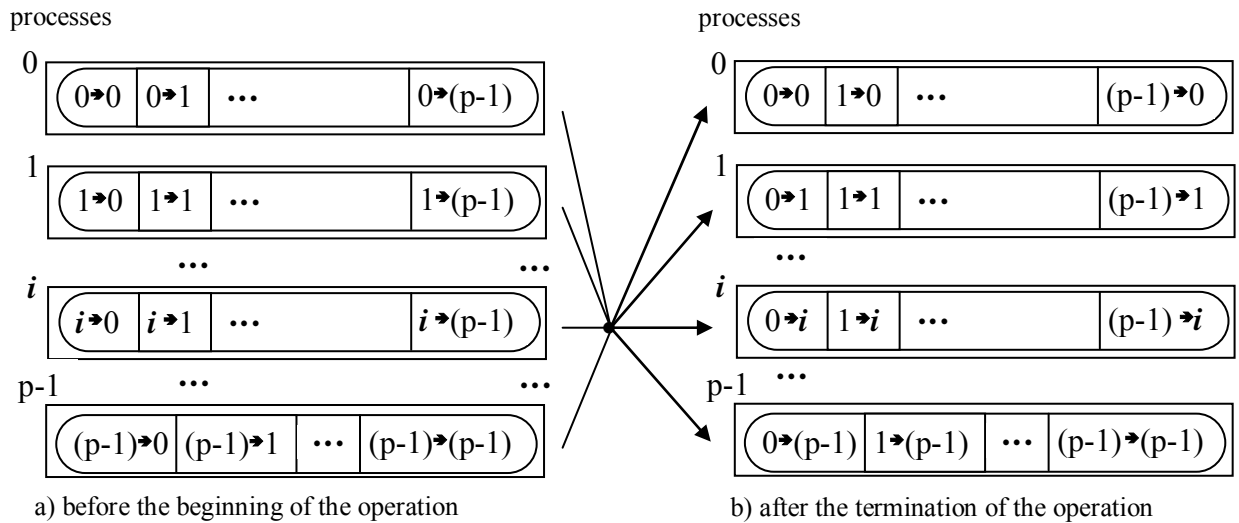 processes
0
0➔0 0➔1 ... 0➔(p-1)
1
1➔0 1➔1 ... 1➔(p-1)
... ...
i
i➔0 i➔1 ... i➔(p-1)
... ...
p-1
(p-1)➔0 (p-1)➔1 ... (p-1)➔(p-1)
a) before the beginning of the operation
processes
0
0➔0 1➔0 ... (p-1)➔0
1
0➔1 1➔1 ... (p-1)➔1
...
i
0➔i 1➔i ... (p-1)➔i
...
p-1
0➔(p-1) 1➔(p-1) ... (p-1)➔(p-1)
b) after the termination of the operation